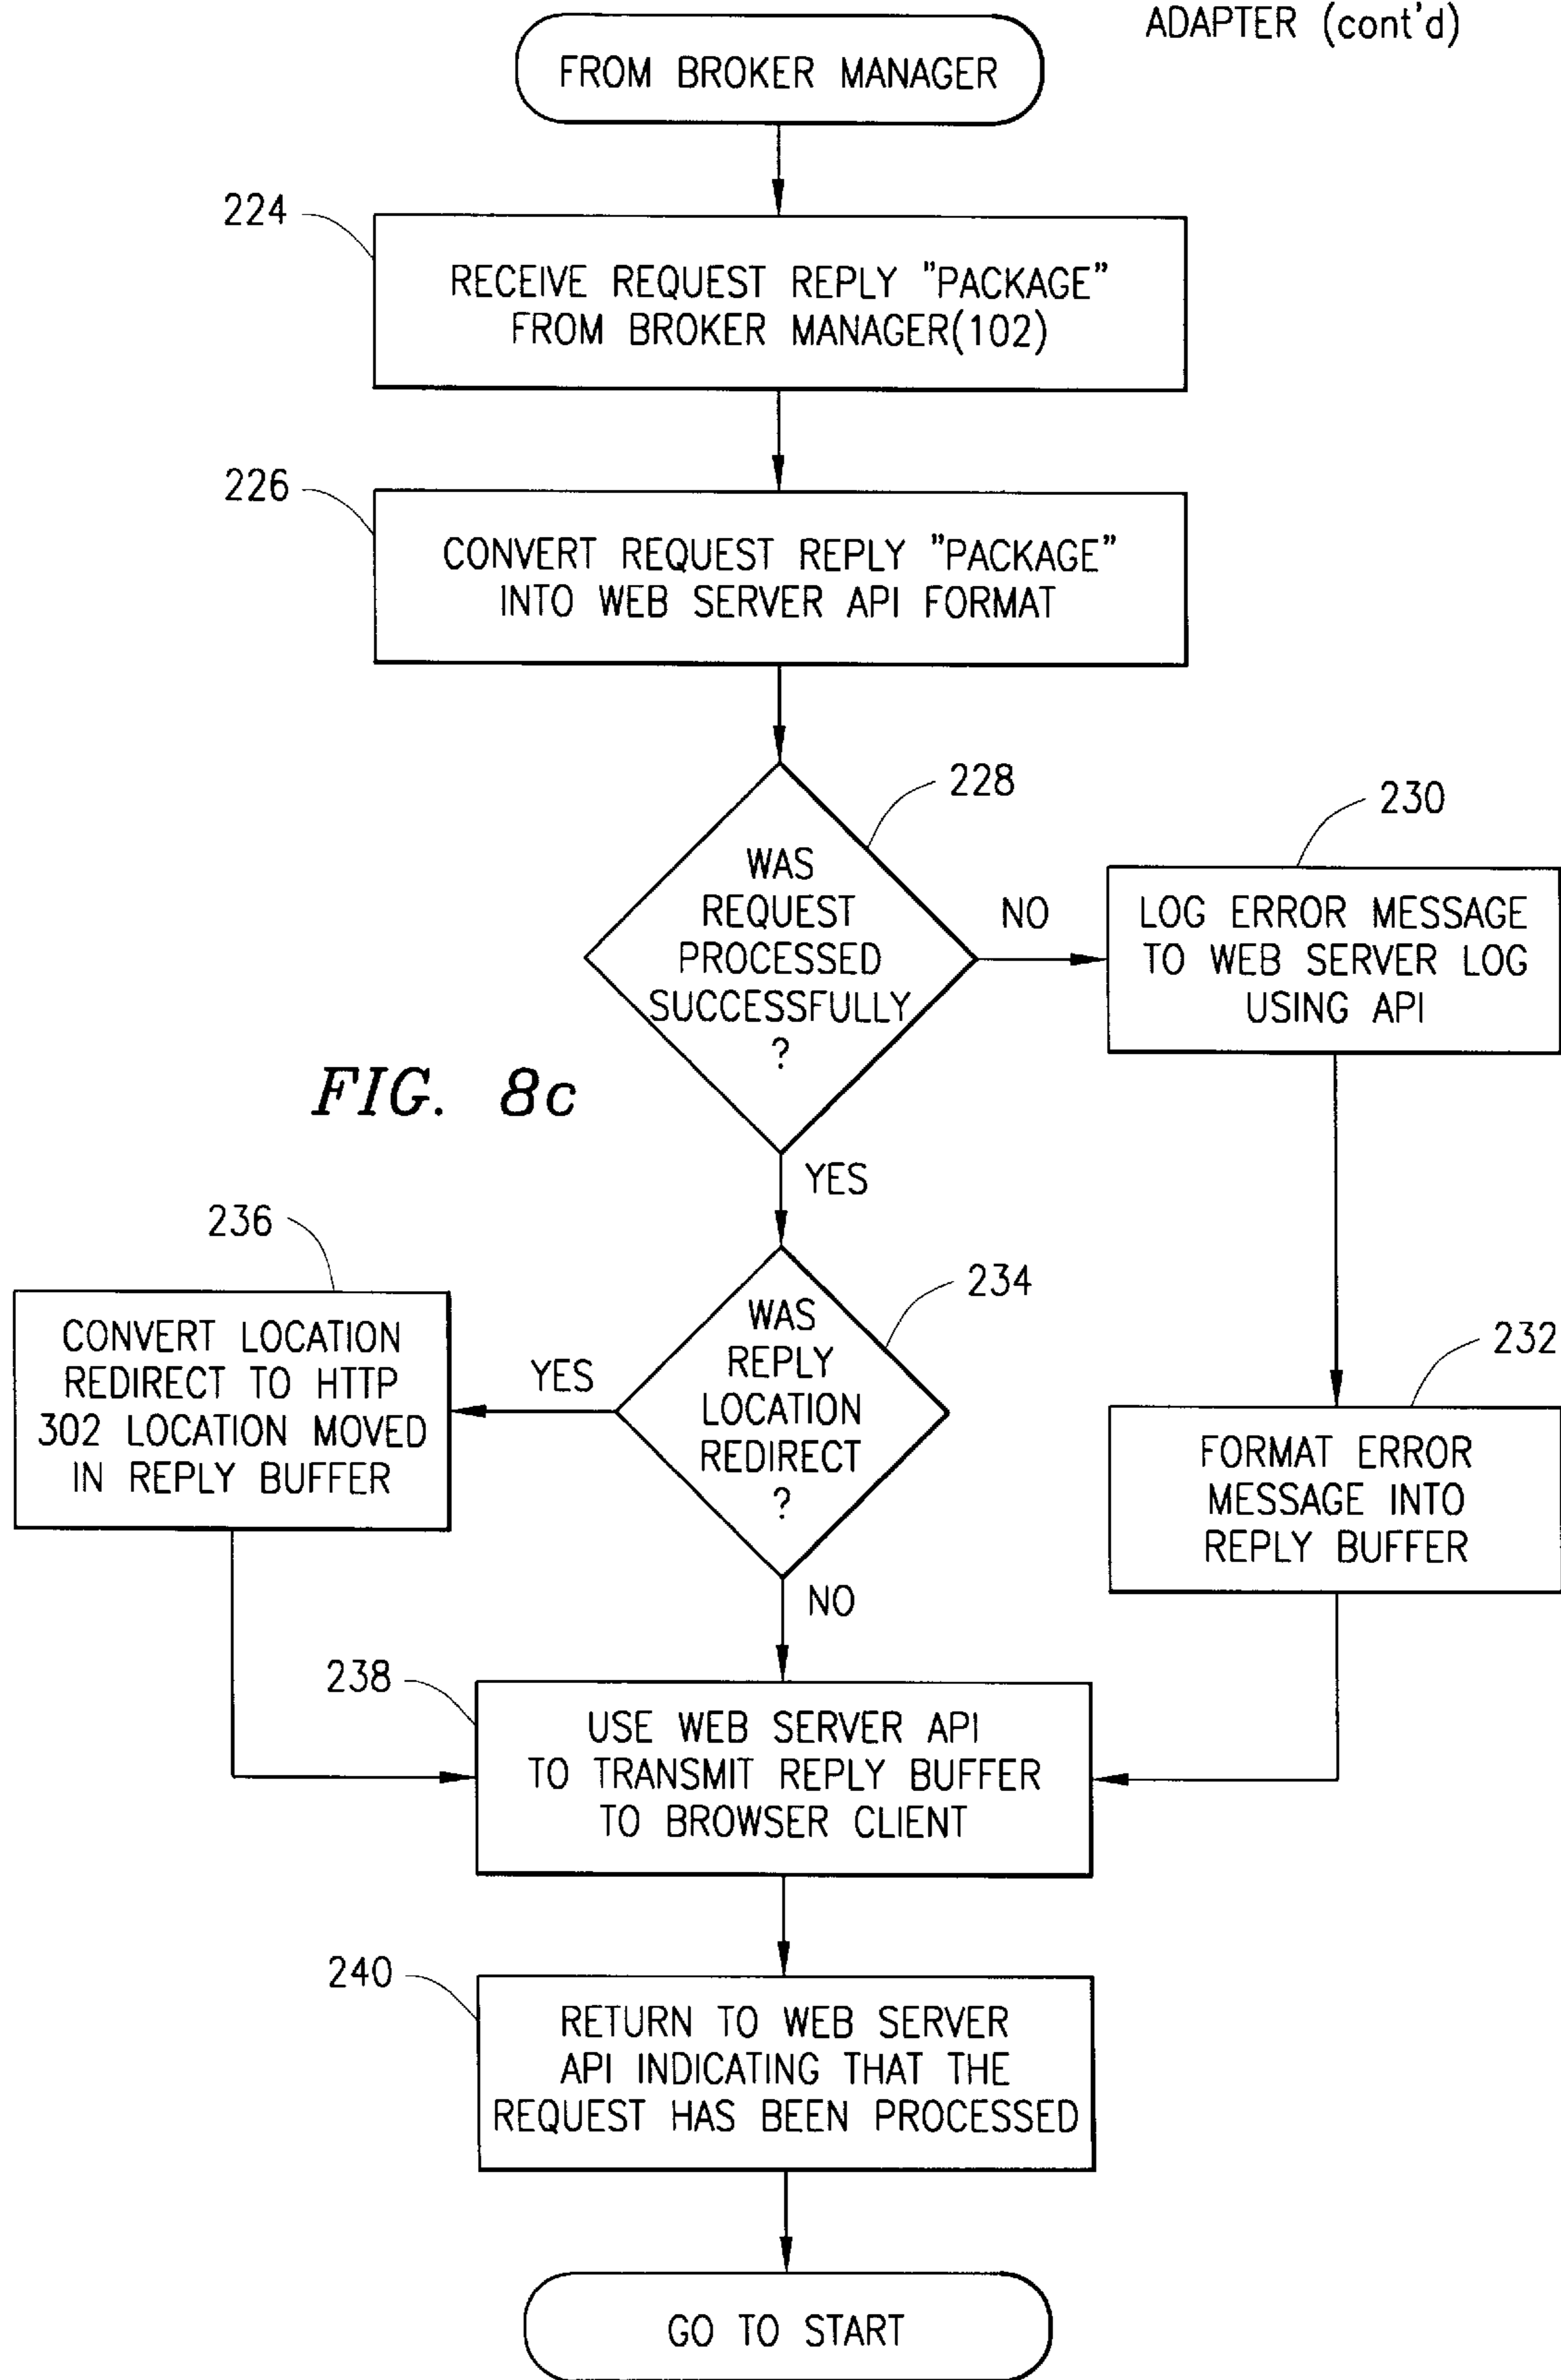 ADAPTER (cont'd)
FROM BROKER MANAGER
224
RECEIVE REQUEST REPLY "PACKAGE"
FROM BROKER MANAGER(102)
226
CONVERT REQUEST REPLY "PACKAGE"
INTO WEB SERVER API FORMAT
228
WAS
REQUEST
PROCESSED
SUCCESSFULLY
?
NO
230
LOG ERROR MESSAGE
TO WEB SERVER LOG
USING API
FIG. 8c
YES
236
CONVERT LOCATION
REDIRECT TO HTTP
302 LOCATION MOVED
IN REPLY BUFFER
YES
234
WAS
REPLY
LOCATION
REDIRECT
?
232
FORMAT ERROR
MESSAGE INTO
REPLY BUFFER
NO
238
USE WEB SERVER API
TO TRANSMIT REPLY BUFFER
TO BROWSER CLIENT
240
RETURN TO WEB SERVER
API INDICATING THAT THE
REQUEST HAS BEEN PROCESSED
GO TO START